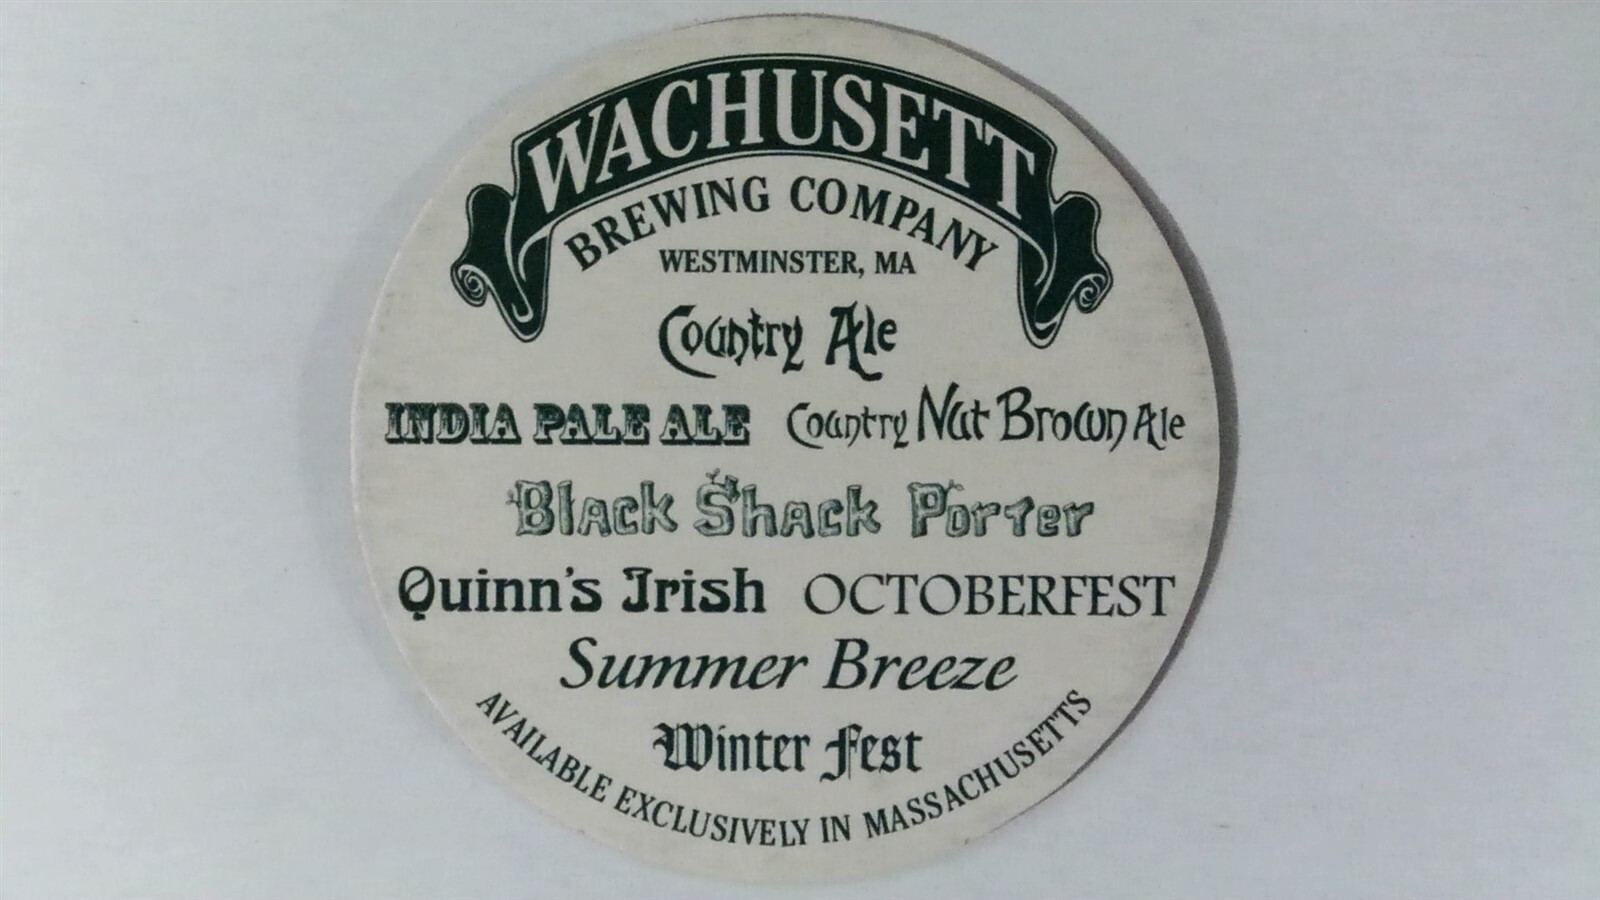 WACHUSETT
BREWING COMPANY
WESTMINSTER, MA
Country Ale
INDIA PALE ALE Country Nut Brown Ale
Black Shack Porter
Quinn's Irish OCTOBERFEST
Summer Breeze
Winter Fest
AVAILABLE EXCLUSIVELY IN MASSACHUSETTS